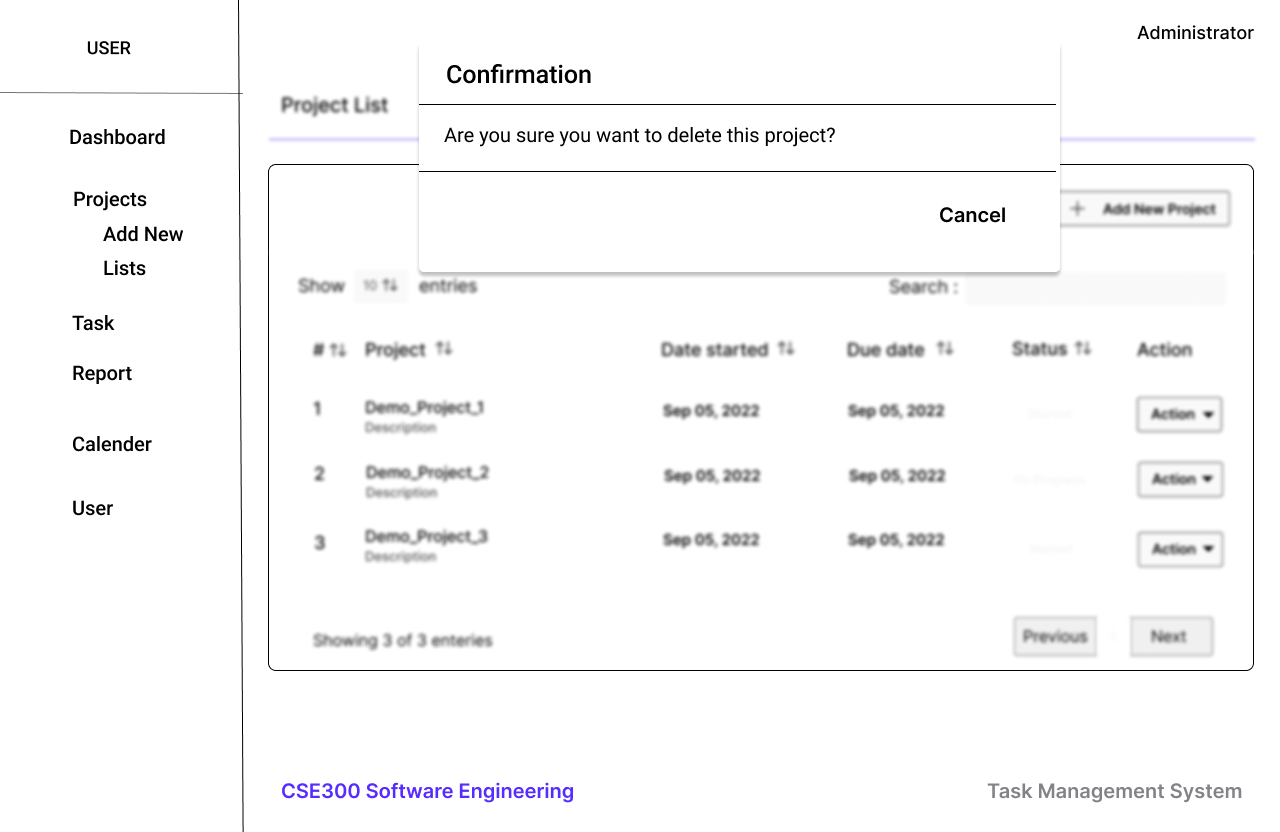 USER
Administrator
Confirmation
Project List
Dashboard
Are you sure you want to delete this project?
Projects
Add New
Lists
Cancel
Add New Project
Show 10 entries
Search :
Task
Report
Calender
User
# Project Date started Due date Status Action
1 Demo_Project_1 Sep 05, 2022 Sep 05, 2022 Action
Description
2 Demo_Project_2 Sep 05, 2022 Sep 05, 2022 Action
Description
3 Demo_Project_3 Sep 05, 2022 Sep 05, 2022 Action
Description
Showing 3 of 3 enteries
Previous
Next
CSE300 Software Engineering
Task Management System